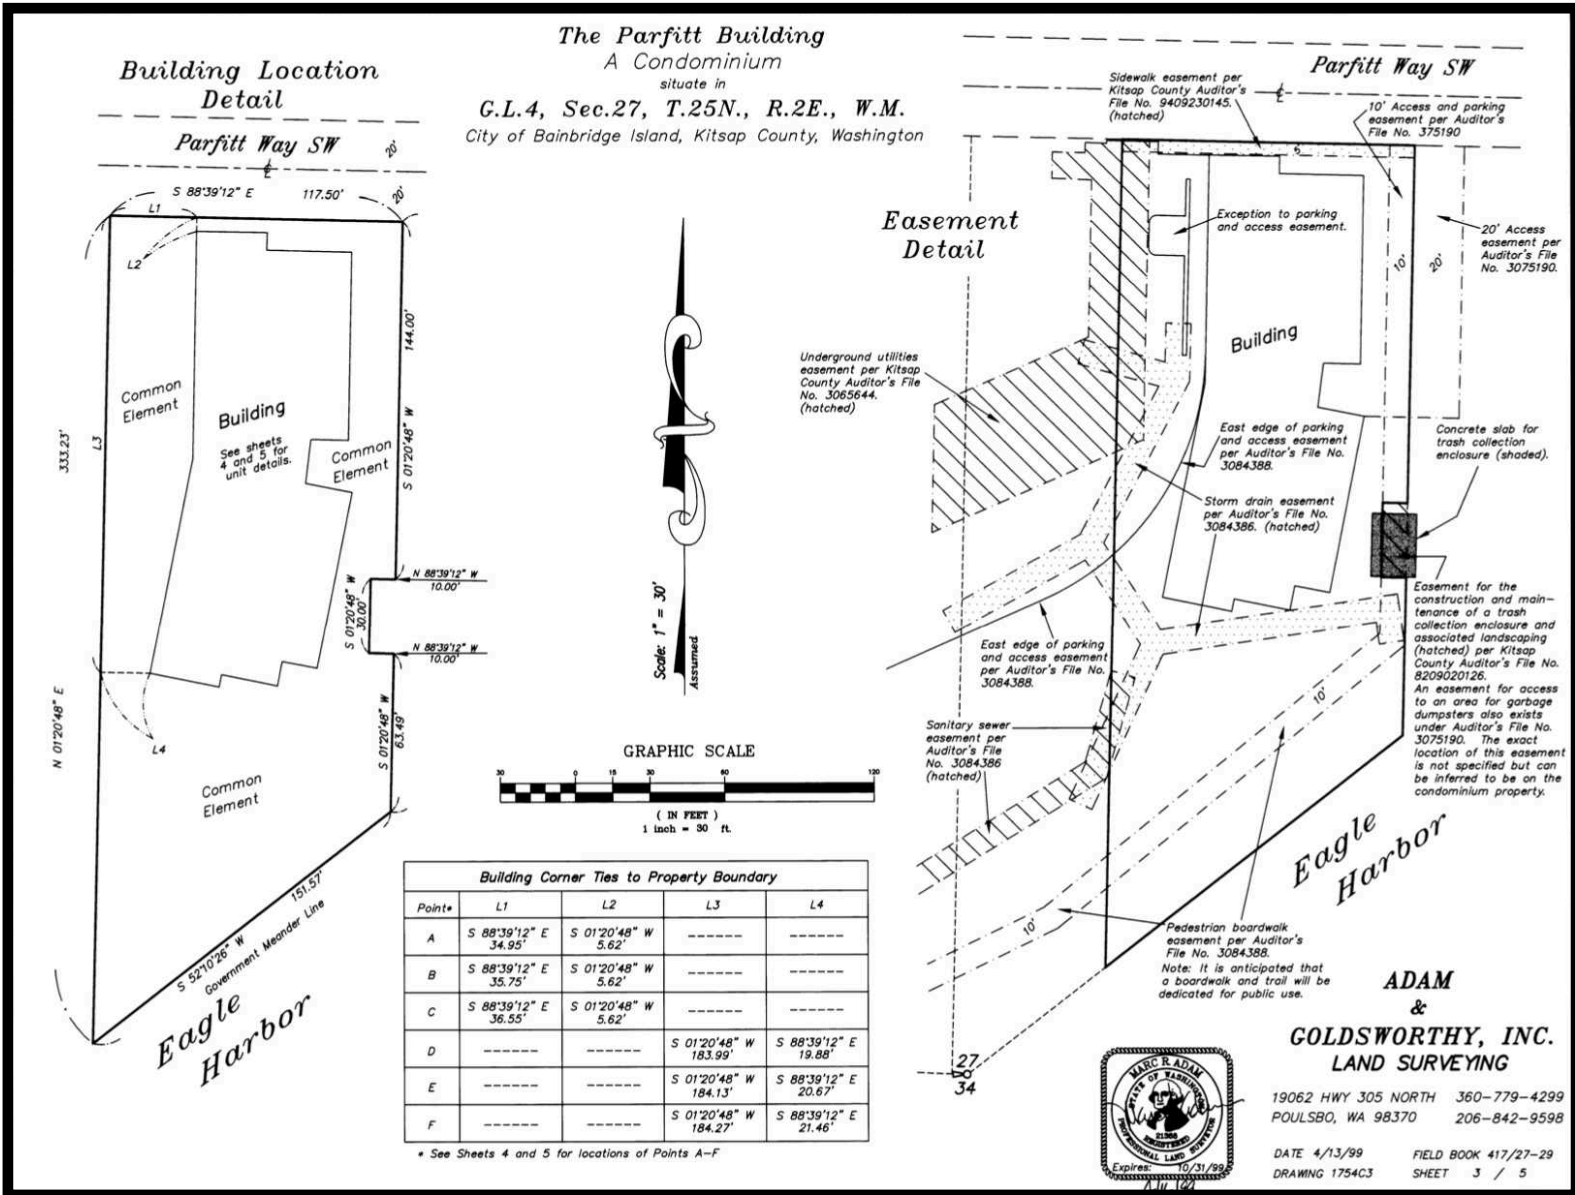 The Parfitt Building
A Condominium
situate in
G.L.4, Sec.27, T.25N., R.2E., W.M.
City of Bainbridge Island, Kitsap County, Washington
Building Location
Detail
Parfitt Way SW
20'
20'
S 88°39'12" E
117.50'
L1
L2
L3
L4
333.23'
N 01°20'48" E
144.00'
S 01°20'48" W
Common
Element
Building
See sheets
4 and 5 for
unit details.
Common
Element
N 88°39'12" W
10.00'
S 01°20'48" W
30.00'
N 88°39'12" W
10.00'
S 01°20'48" W
63.49'
Common
Element
151.57'
S 52°10'26" W
Government Meander Line
Eagle
Harbor
Scale: 1" = 30'
Assumed
GRAPHIC SCALE
30 0 15 30 60 120
( IN FEET )
1 inch = 30 ft.
Building Corner Ties to Property Boundary
Point* L1 L2 L3 L4
A S 88°39'12" E 34.95' S 01°20'48" W 5.62' ------ ------
B S 88°39'12" E 35.75' S 01°20'48" W 5.62' ------ ------
C S 88°39'12" E 36.55' S 01°20'48" W 5.62' ------ ------
D ------ ------ S 01°20'48" W 183.99' S 88°39'12" E 19.88'
E ------ ------ S 01°20'48" W 184.13' S 88°39'12" E 20.67'
F ------ ------ S 01°20'48" W 184.27' S 88°39'12" E 21.46'
* See Sheets 4 and 5 for locations of Points A-F
Easement
Detail
Parfitt Way SW
Sidewalk easement per
Kitsap County Auditor's
File No. 9409230145.
(hatched)
10' Access and parking
easement per Auditor's
File No. 375190
5'
Exception to parking
and access easement.
20' Access
easement per
Auditor's File
No. 3075190.
10'
20'
Building
Underground utilities
easement per Kitsap
County Auditor's File
No. 3065644.
(hatched)
East edge of parking
and access easement
per Auditor's File No.
3084388.
Concrete slab for
trash collection
enclosure (shaded).
Storm drain easement
per Auditor's File No.
3084386. (hatched)
Easement for the
construction and main-
tenance of a trash
collection enclosure and
associated landscaping
(hatched) per Kitsap
County Auditor's File No.
8209020126.
An easement for access
to an area for garbage
dumpsters also exists
under Auditor's File No.
3075190. The exact
location of this easement
is not specified but can
be inferred to be on the
condominium property.
East edge of parking
and access easement
per Auditor's File No.
3084388.
Sanitary sewer
easement per
Auditor's File
No. 3084386
(hatched)
10'
10'
Pedestrian boardwalk
easement per Auditor's
File No. 3084388.
Note: It is anticipated that
a boardwalk and trail will be
dedicated for public use.
Eagle
Harbor
27
34
ADAM
&
GOLDSWORTHY, INC.
LAND SURVEYING
19062 HWY 305 NORTH 360-779-4299
POULSBO, WA 98370 206-842-9598
DATE 4/13/99 FIELD BOOK 417/27-29
DRAWING 1754C3 SHEET 3 / 5
MARC R. ADAM
STATE OF WASHINGTON
21368
REGISTERED
PROFESSIONAL LAND SURVEYOR
Expires: 10/31/99